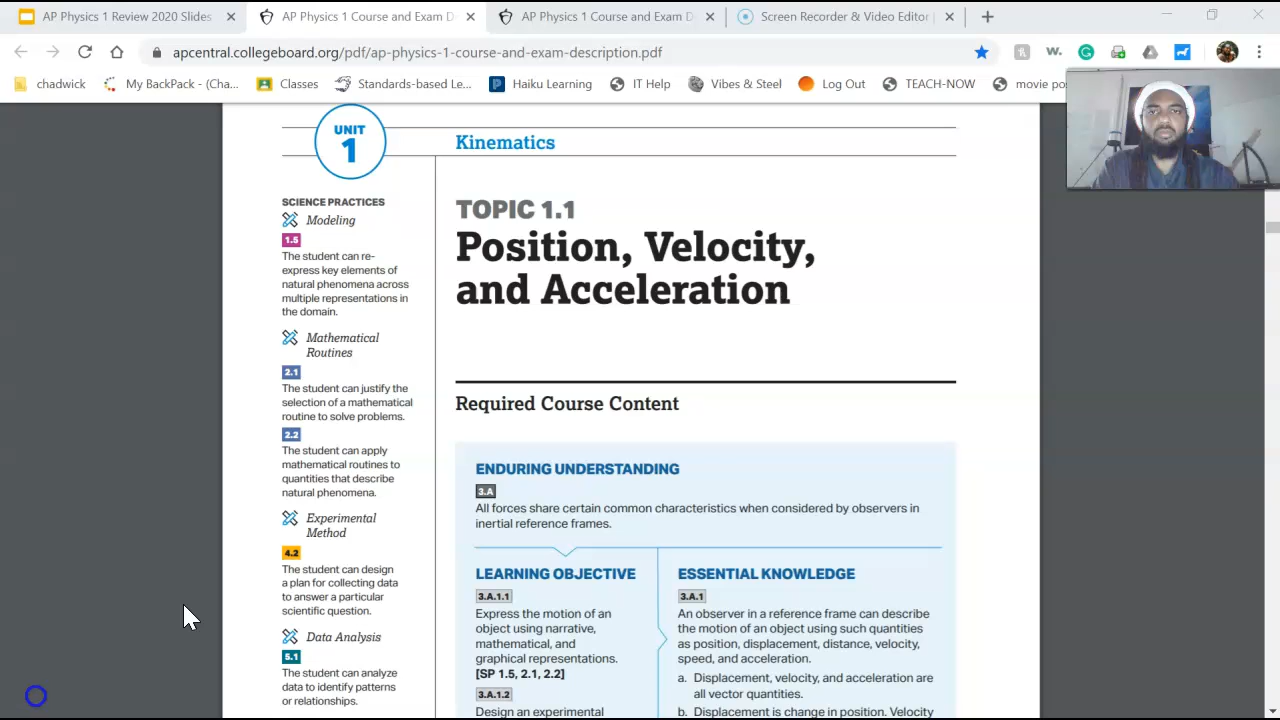 AP Physics 1 Review 2020 Slides
AP Physics 1 Course and Exam D
AP Physics 1 Course and Exam D
Screen Recorder & Video Editor
apcentral.collegeboard.org/pdf/ap-physics-1-course-and-exam-description.pdf
chadwick
My BackPack - (Cha...
Classes
Standards-based Le...
Haiku Learning
IT Help
Vibes & Steel
Log Out
TEACH-NOW
movie pos
UNIT
1
Kinematics
SCIENCE PRACTICES
Modeling
1.5
The student can re-
express key elements of
natural phenomena across
multiple representations in
the domain.
Mathematical
Routines
2.1
The student can justify the
selection of a mathematical
routine to solve problems.
2.2
The student can apply
mathematical routines to
quantities that describe
natural phenomena.
Experimental
Method
4.2
The student can design
a plan for collecting data
to answer a particular
scientific question.
Data Analysis
5.1
The student can analyze
data to identify patterns
or relationships.
TOPIC 1.1
Position, Velocity,
and Acceleration
Required Course Content
ENDURING UNDERSTANDING
3.A
All forces share certain common characteristics when considered by observers in
inertial reference frames.
LEARNING OBJECTIVE
3.A.1.1
Express the motion of an
object using narrative,
mathematical, and
graphical representations.
[SP 1.5, 2.1, 2.2]
3.A.1.2
Design an experimental
ESSENTIAL KNOWLEDGE
3.A.1
An observer in a reference frame can describe
the motion of an object using such quantities
as position, displacement, distance, velocity,
speed, and acceleration.
a. Displacement, velocity, and acceleration are
all vector quantities.
b. Displacement is change in position. Velocity